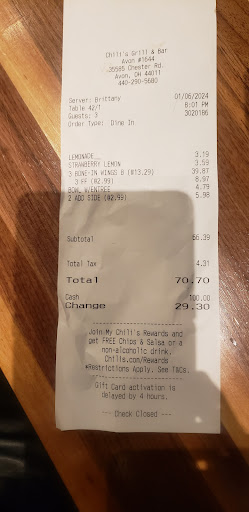 Chili's Grill & Bar
Avon #1644
35565 Chester Rd.
Avon, OH 44011
440-290-5680
Server: Brittany 01/06/2024
Table 42/1 8:01 PM
Guests: 3 3020186
Order Type: Dine In
LEMONADE 3.19
STRAWBERRY LEMON 3.59
3 BONE-IN WINGS 8 (@13.29) 39.87
3 FF (@2.99) 8.97
BOWL W/ENTREE 4.79
2 ADD SIDE (@2.99) 5.98
Subtotal 66.39
Total Tax 4.31
Total 70.70
Cash 100.00
Change 29.30
Join My Chili's Rewards and
get FREE Chips & Salsa or a
non-alcoholic drink.
Chilis.com/Rewards
*Restrictions Apply. See T&Cs.
Gift Card activation is
delayed by 4 hours.
--- Check Closed ---